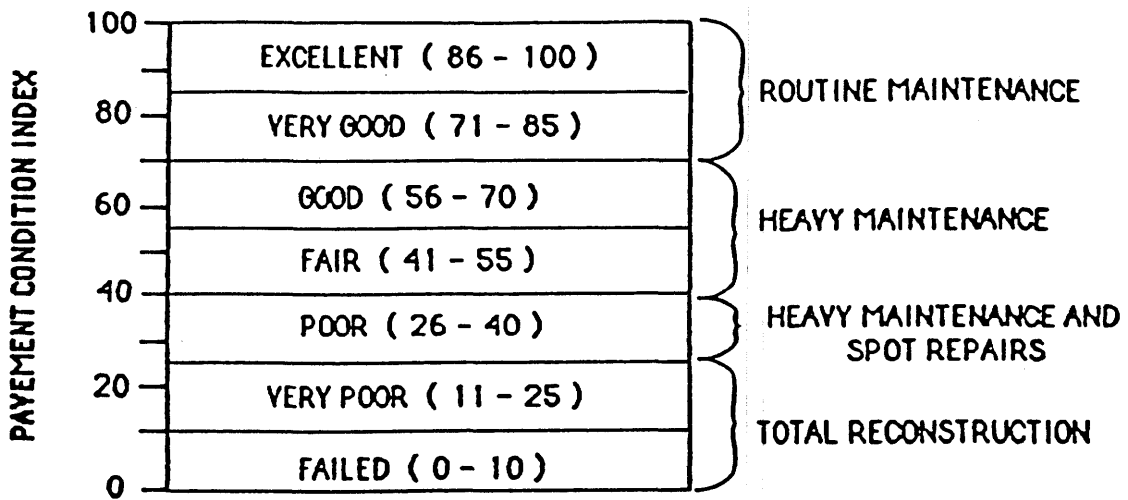 PAVEMENT CONDITION INDEX
100
80
60
40
20
0
EXCELLENT ( 86 - 100 )
VERY GOOD ( 71 - 85 )
GOOD ( 56 - 70 )
FAIR ( 41 - 55 )
POOR ( 26 - 40 )
VERY POOR ( 11 - 25 )
FAILED ( 0 - 10 )
ROUTINE MAINTENANCE
HEAVY MAINTENANCE
HEAVY MAINTENANCE AND
SPOT REPAIRS
TOTAL RECONSTRUCTION